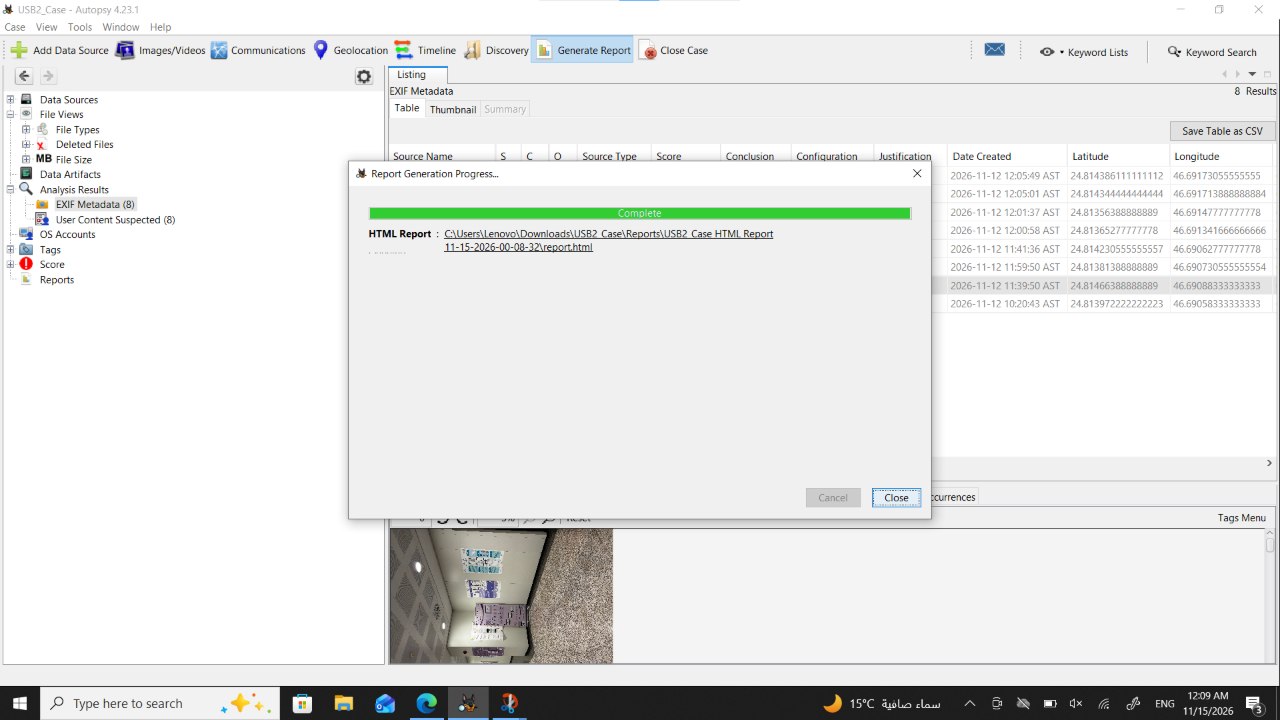 USB2_Case - Autopsy 4.23.1
Case View Tools Window Help
Add Data Source Images/Videos Communications Geolocation Timeline Discovery Generate Report Close Case Keyword Lists Keyword Search
Listing
EXIF Metadata 8 Results
Table Thumbnail Summary
Save Table as CSV
Data Sources
File Views
File Types
Deleted Files
MB File Size
Data Artifacts
Analysis Results
EXIF Metadata (8)
User Content Suspected (8)
OS Accounts
Tags
Score
Reports
Source Name S C O Source Type Score Conclusion Configuration Justification Date Created Latitude Longitude
2026-11-12 12:05:49 AST 24.814386111111112 46.69173055555555
2026-11-12 12:05:01 AST 24.814344444444444 46.691713888888884
2026-11-12 12:01:37 AST 24.81356388888889 46.69147777777778
2026-11-12 12:00:58 AST 24.81365277777778 46.691341666666666
2026-11-12 11:41:36 AST 24.814230555555557 46.69062777777778
2026-11-12 11:59:50 AST 24.81381388888889 46.690730555555554
2026-11-12 11:39:50 AST 24.81466388888889 46.69088333333333
2026-11-12 10:20:43 AST 24.813972222222223 46.69058333333333
Report Generation Progress...
Complete
HTML Report : C:\Users\Lenovo\Downloads\USB2_Case\Reports\USB2_Case HTML Report
11-15-2026-00-08-32\report.html
Cancel Close
ccurrences
Reset
Tags Menu
Type here to search
15°C سماء صافية
ENG
12:09 AM
11/15/2026
3